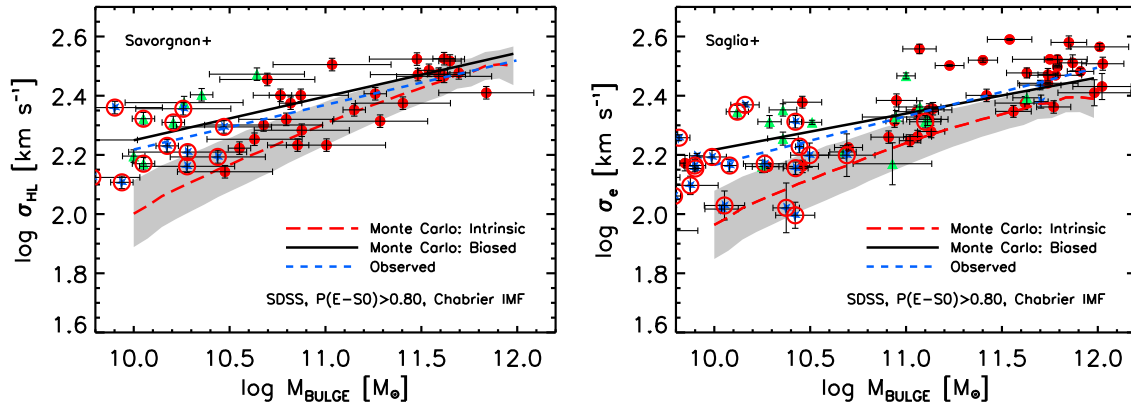 Savorgnan+
2.6
2.4
2.2
2.0
1.8
1.6
log σHL [km s⁻¹]
Monte Carlo: Intrinsic
Monte Carlo: Biased
Observed
SDSS, P(E-S0)>0.80, Chabrier IMF
10.0 10.5 11.0 11.5 12.0
log MBULGE [M⊙]
Saglia+
2.6
2.4
2.2
2.0
1.8
1.6
log σe [km s⁻¹]
Monte Carlo: Intrinsic
Monte Carlo: Biased
Observed
SDSS, P(E-S0)>0.80, Chabrier IMF
10.0 10.5 11.0 11.5 12.0
log MBULGE [M⊙]